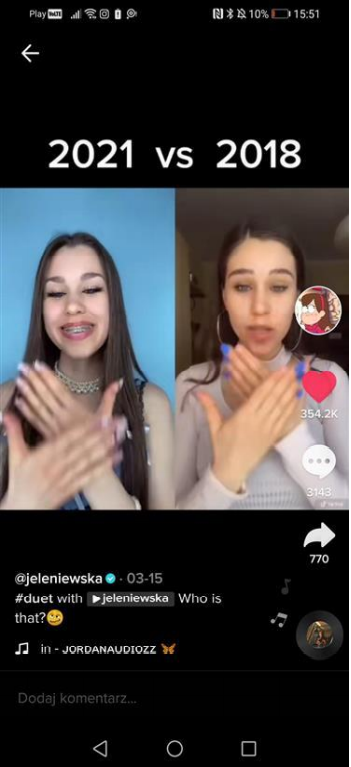 Play VoLTE 10% 15:51
2021 vs 2018
354.2K
3143
770
@jeleniewska · 03-15
#duet with jeleniewska Who is
that?
in - JORDANAUDIOZZ
Dodaj komentarz...